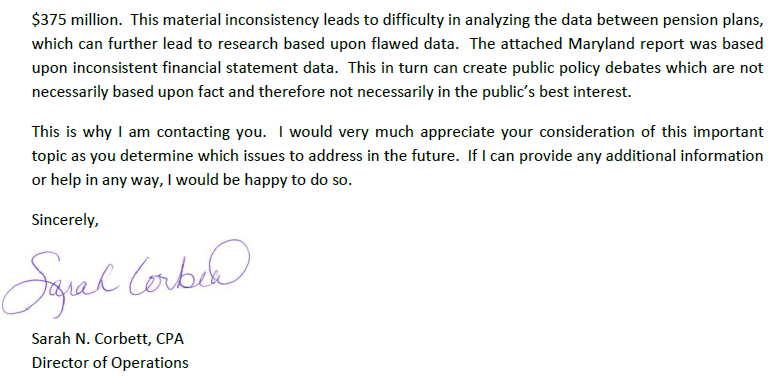 $375 million.  This material inconsistency leads to difficulty in analyzing the data between pension plans,
which can further lead to research based upon flawed data.  The attached Maryland report was based
upon inconsistent financial statement data.  This in turn can create public policy debates which are not
necessarily based upon fact and therefore not necessarily in the public's best interest.
This is why I am contacting you.  I would very much appreciate your consideration of this important
topic as you determine which issues to address in the future.  If I can provide any additional information
or help in any way, I would be happy to do so.
Sincerely,
Sarah Corbett
Sarah N. Corbett, CPA
Director of Operations